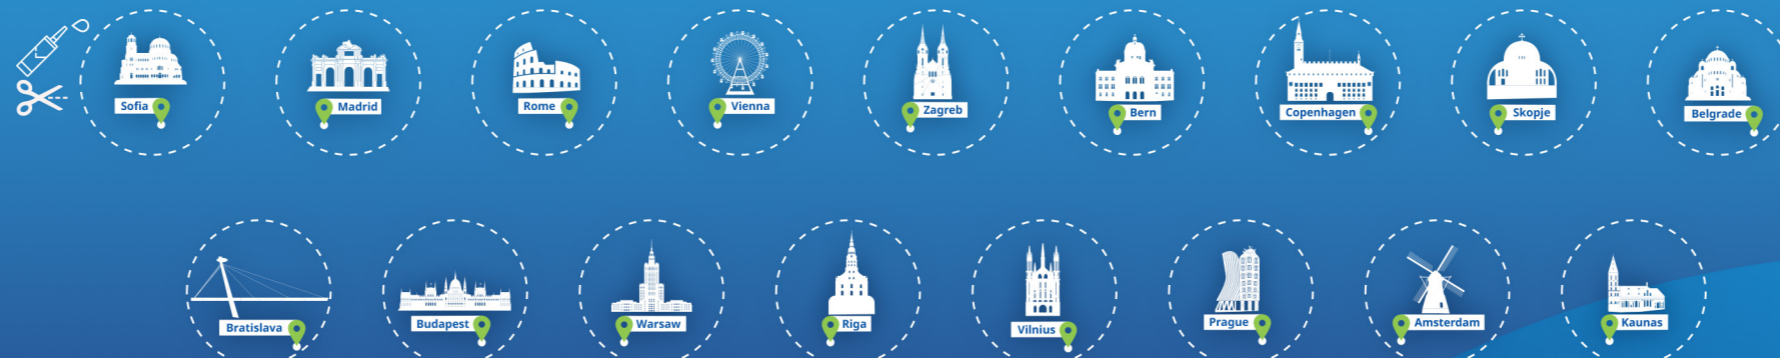 Sofia
Madrid
Rome
Vienna
Zagreb
Bern
Copenhagen
Skopje
Belgrade
Bratislava
Budapest
Warsaw
Riga
Vilnius
Prague
Amsterdam
Kaunas